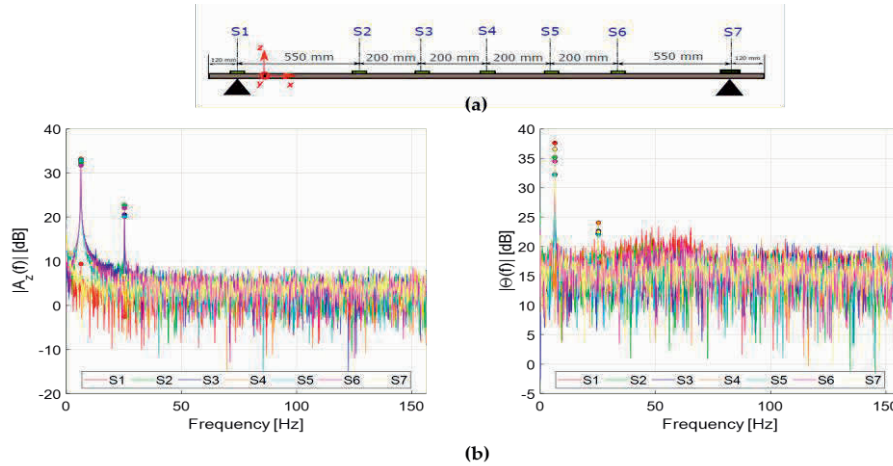 S1 S2 S3 S4 S5 S6 S7
120 mm 550 mm 200 mm 200 mm 200 mm 200 mm 550 mm 120 mm
z
y x
(a)
40
30
20
10
0
-10
-20
|A_z(f)| [dB]
0 50 100 150
S1 S2 S3 S4 S5 S6 S7
Frequency [Hz]
40
35
30
25
20
15
10
5
0
-5
|Θ(f)| [dB]
0 50 100 150
S1 S2 S3 S4 S5 S6 S7
Frequency [Hz]
(b)